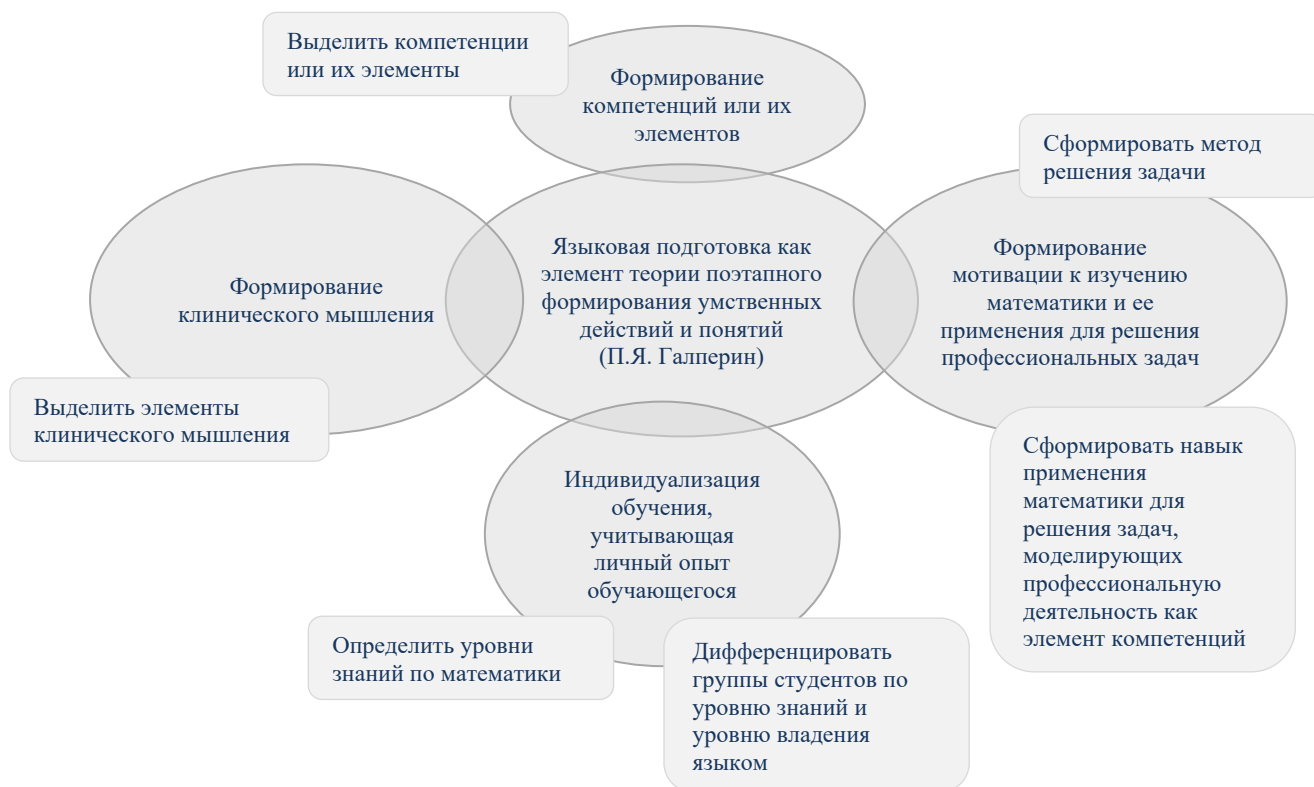 Выделить компетенции
или их элементы
Формирование
компетенций или их
элементов
Сформировать метод
решения задачи
Формирование
клинического мышления
Языковая подготовка как
элемент теории поэтапного
формирования умственных
действий и понятий
(П.Я. Галперин)
Формирование
мотивации к изучению
математики и ее
применения для решения
профессиональных задач
Выделить элементы
клинического мышления
Сформировать навык
применения
математики для
решения задач,
моделирующих
профессиональную
деятельность как
элемент компетенций
Индивидуализация
обучения,
учитывающая
личный опыт
обучающегося
Определить уровни
знаний по математики
Дифференцировать
группы студентов по
уровню знаний и
уровню владения
языком